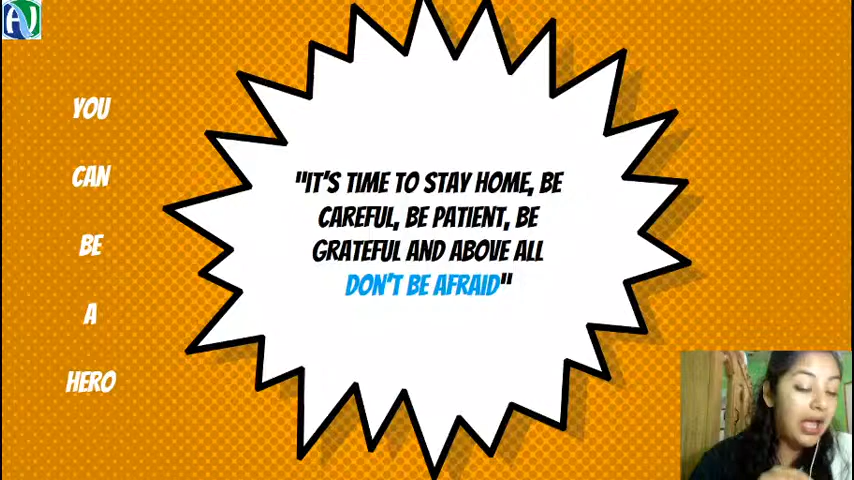 AJ
YOU
CAN
BE
A
HERO
"IT'S TIME TO STAY HOME, BE
CAREFUL, BE PATIENT, BE
GRATEFUL AND ABOVE ALL
DON'T BE AFRAID"